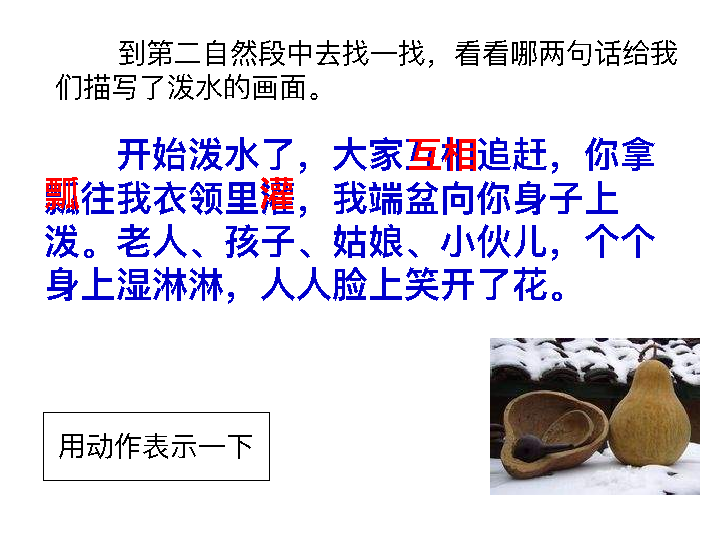 到第二自然段中去找一找，看看哪两句话给我
们描写了泼水的画面。
开始泼水了，大家互相追赶，你拿
瓢往我衣领里灌，我端盆向你身子上
泼。老人、孩子、姑娘、小伙儿，个个
身上湿淋淋，人人脸上笑开了花。
用动作表示一下